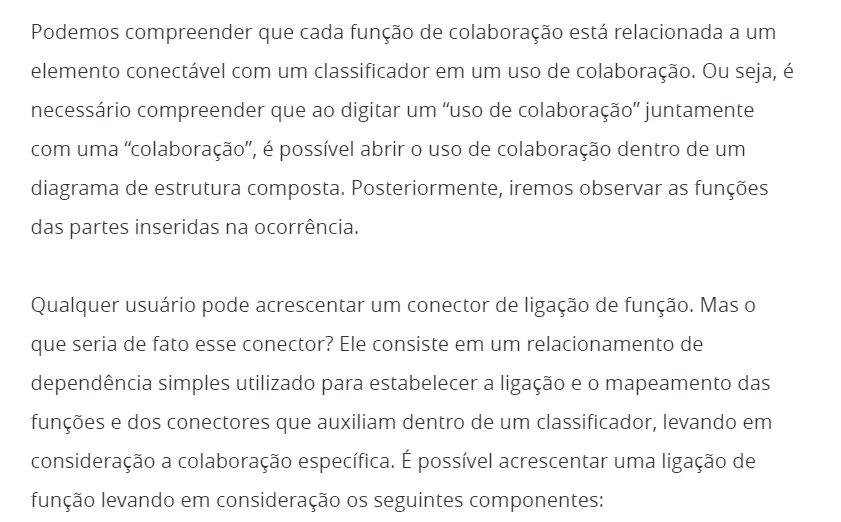 Podemos compreender que cada função de colaboração está relacionada a um
elemento conectável com um classificador em um uso de colaboração. Ou seja, é
necessário compreender que ao digitar um “uso de colaboração” juntamente
com uma “colaboração”, é possível abrir o uso de colaboração dentro de um
diagrama de estrutura composta. Posteriormente, iremos observar as funções
das partes inseridas na ocorrência.
Qualquer usuário pode acrescentar um conector de ligação de função. Mas o
que seria de fato esse conector? Ele consiste em um relacionamento de
dependência simples utilizado para estabelecer a ligação e o mapeamento das
funções e dos conectores que auxiliam dentro de um classificador, levando em
consideração a colaboração específica. É possível acrescentar uma ligação de
função levando em consideração os seguintes componentes: